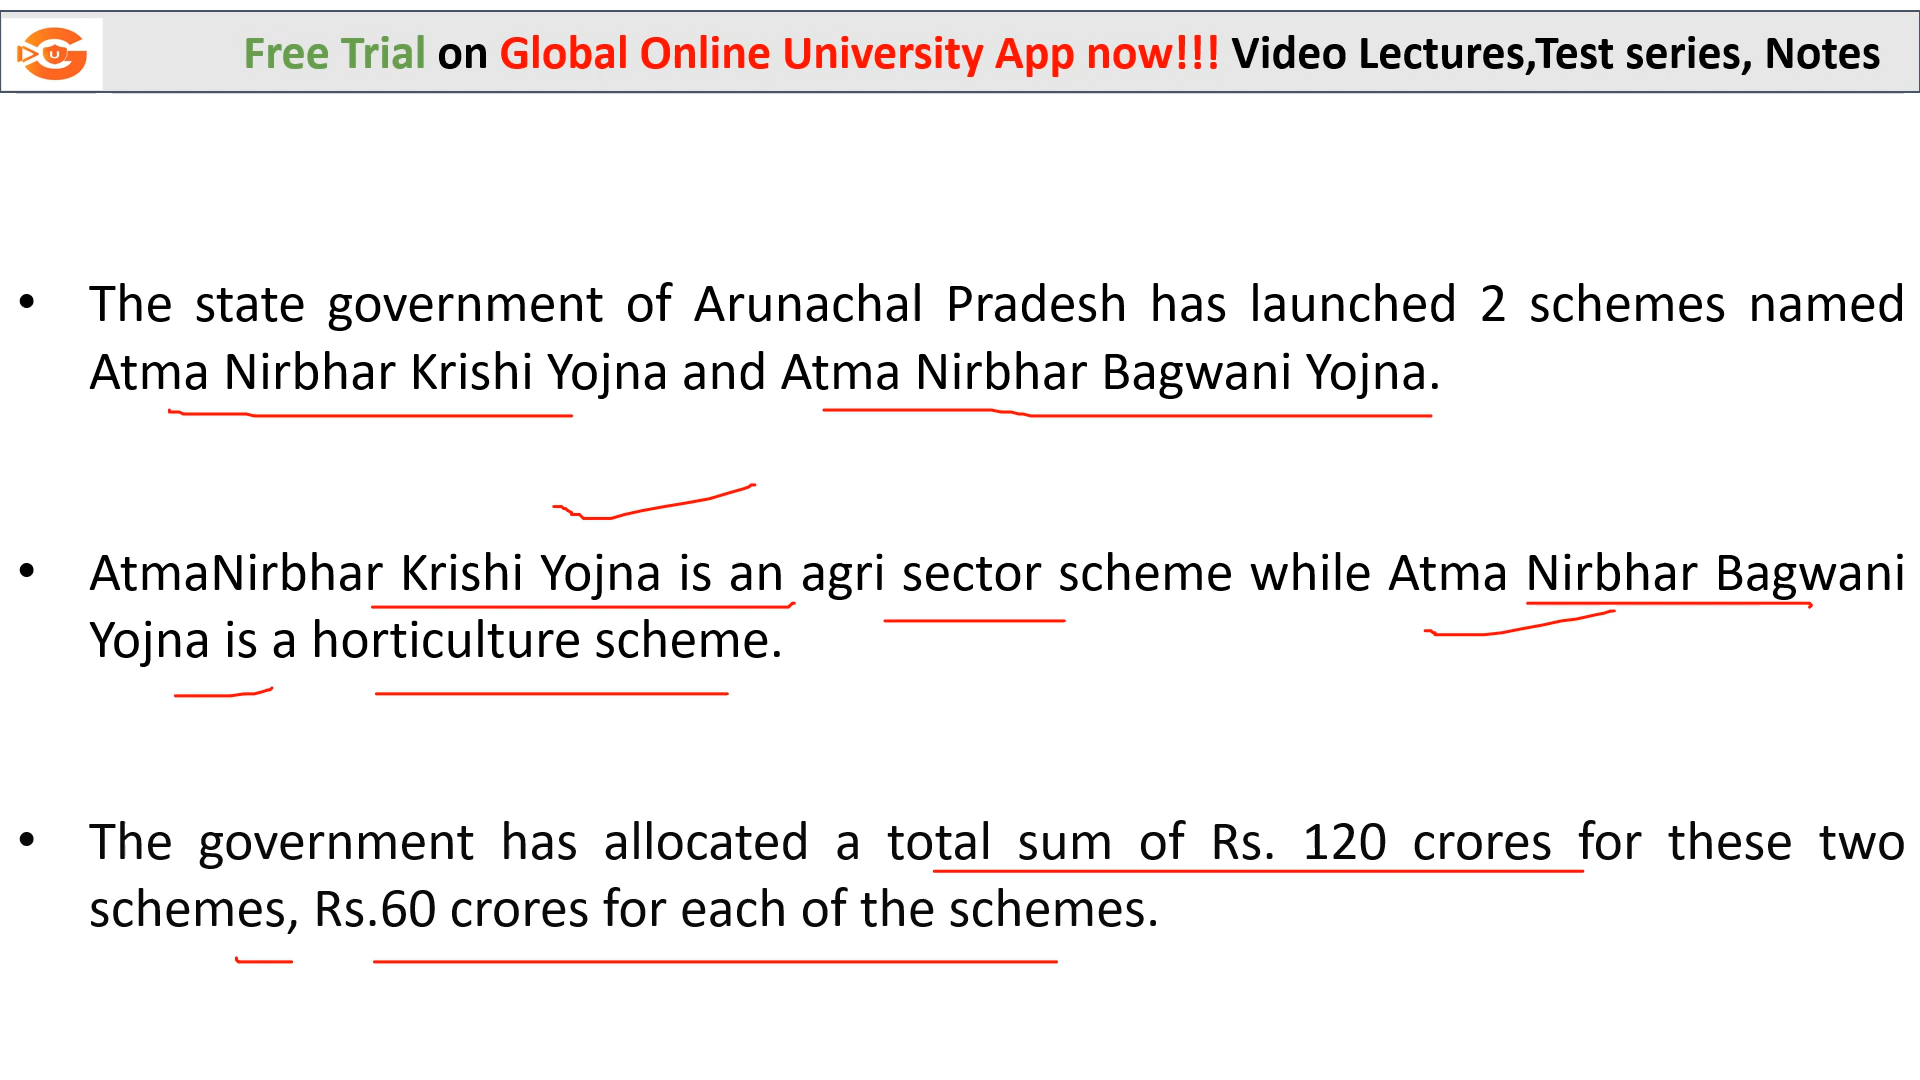 Free Trial on Global Online University App now!!! Video Lectures,Test series, Notes
• The state government of Arunachal Pradesh has launched 2 schemes named
Atma Nirbhar Krishi Yojna and Atma Nirbhar Bagwani Yojna.
• AtmaNirbhar Krishi Yojna is an agri sector scheme while Atma Nirbhar Bagwani
Yojna is a horticulture scheme.
• The government has allocated a total sum of Rs. 120 crores for these two
schemes, Rs.60 crores for each of the schemes.